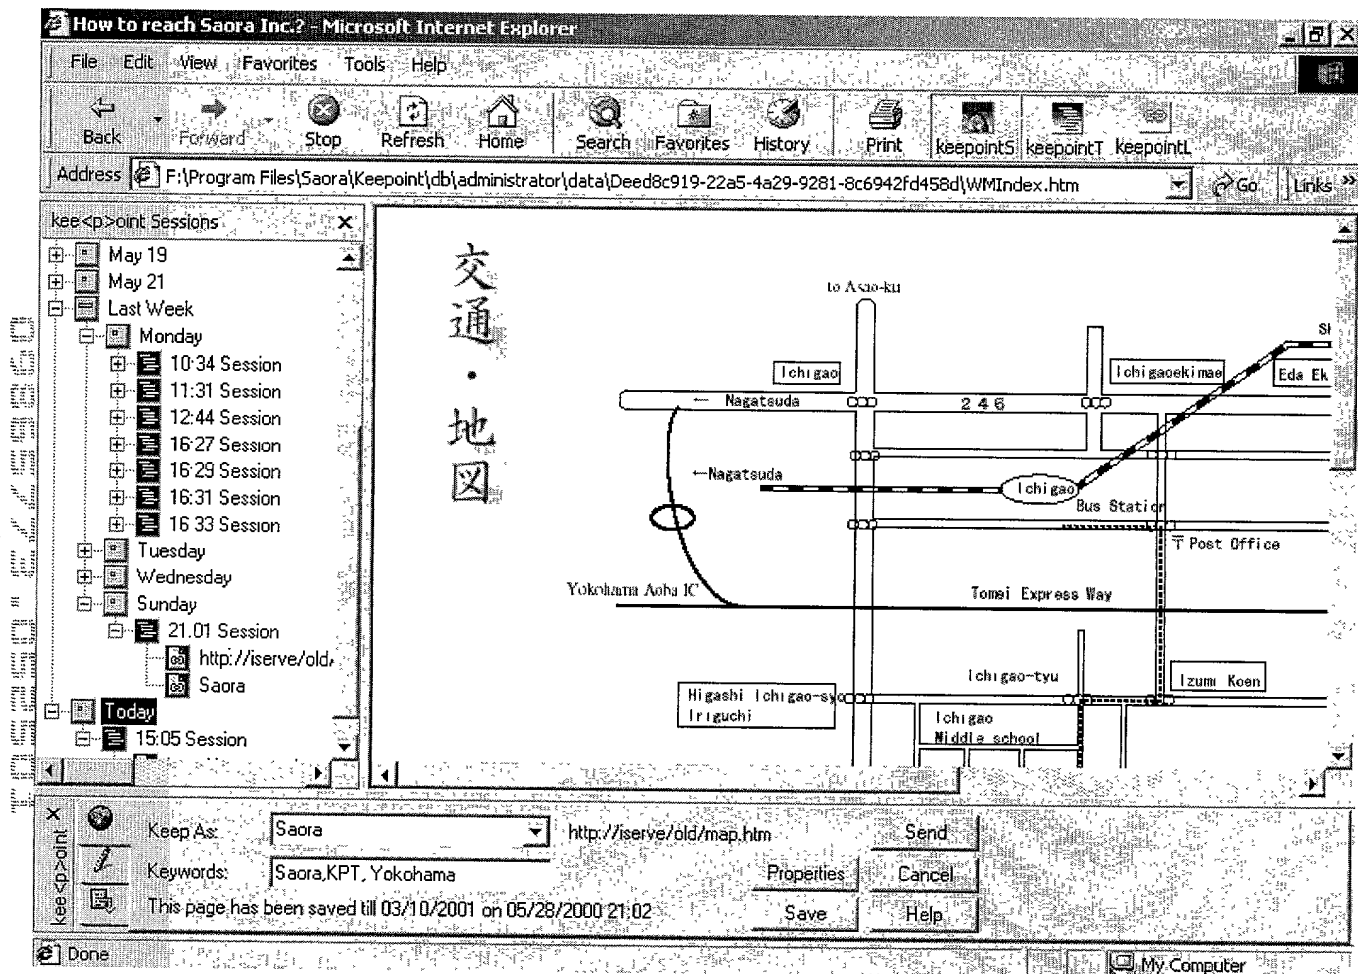 How to reach Saora Inc.? - Microsoft Internet Explorer
File Edit View Favorites Tools Help
Back Forward Stop Refresh Home Search Favorites History Print keepointS keepointT keepointL
Address F:\Program Files\Saora\Keepoint\db\administrator\data\Deed8c919-22a5-4a29-9281-8c6942fd458d\WMIndex.htm Go Links »
kee<p>oint Sessions
May 19
May 21
Last Week
Monday
10:34 Session
11:31 Session
12:44 Session
16:27 Session
16:29 Session
16:31 Session
16 33 Session
Tuesday
Wednesday
Sunday
21.01 Session
http://iserve/old/
Saora
Today
15:05 Session
交通・地図
to Asao-ku
Ichigao
Ichigaoekimae
Eda Ek
← Nagatsuda
2 4 6
←Nagatsuda
Ichigao
Bus Station
〒 Post Office
Yokohama Aoba IC
Tomei Express Way
Ichigao-tyu
Izumi Koen
Higashi Ichigao-syo
Iriguchi
Ichigao
Middle school
kee<p>oint
Keep As: Saora http://iserve/old/map.htm Send
Keywords: Saora,KPT, Yokohama Properties Cancel
This page has been saved till 03/10/2001 on 05/28/2000 21:02 Save Help
Done My Computer